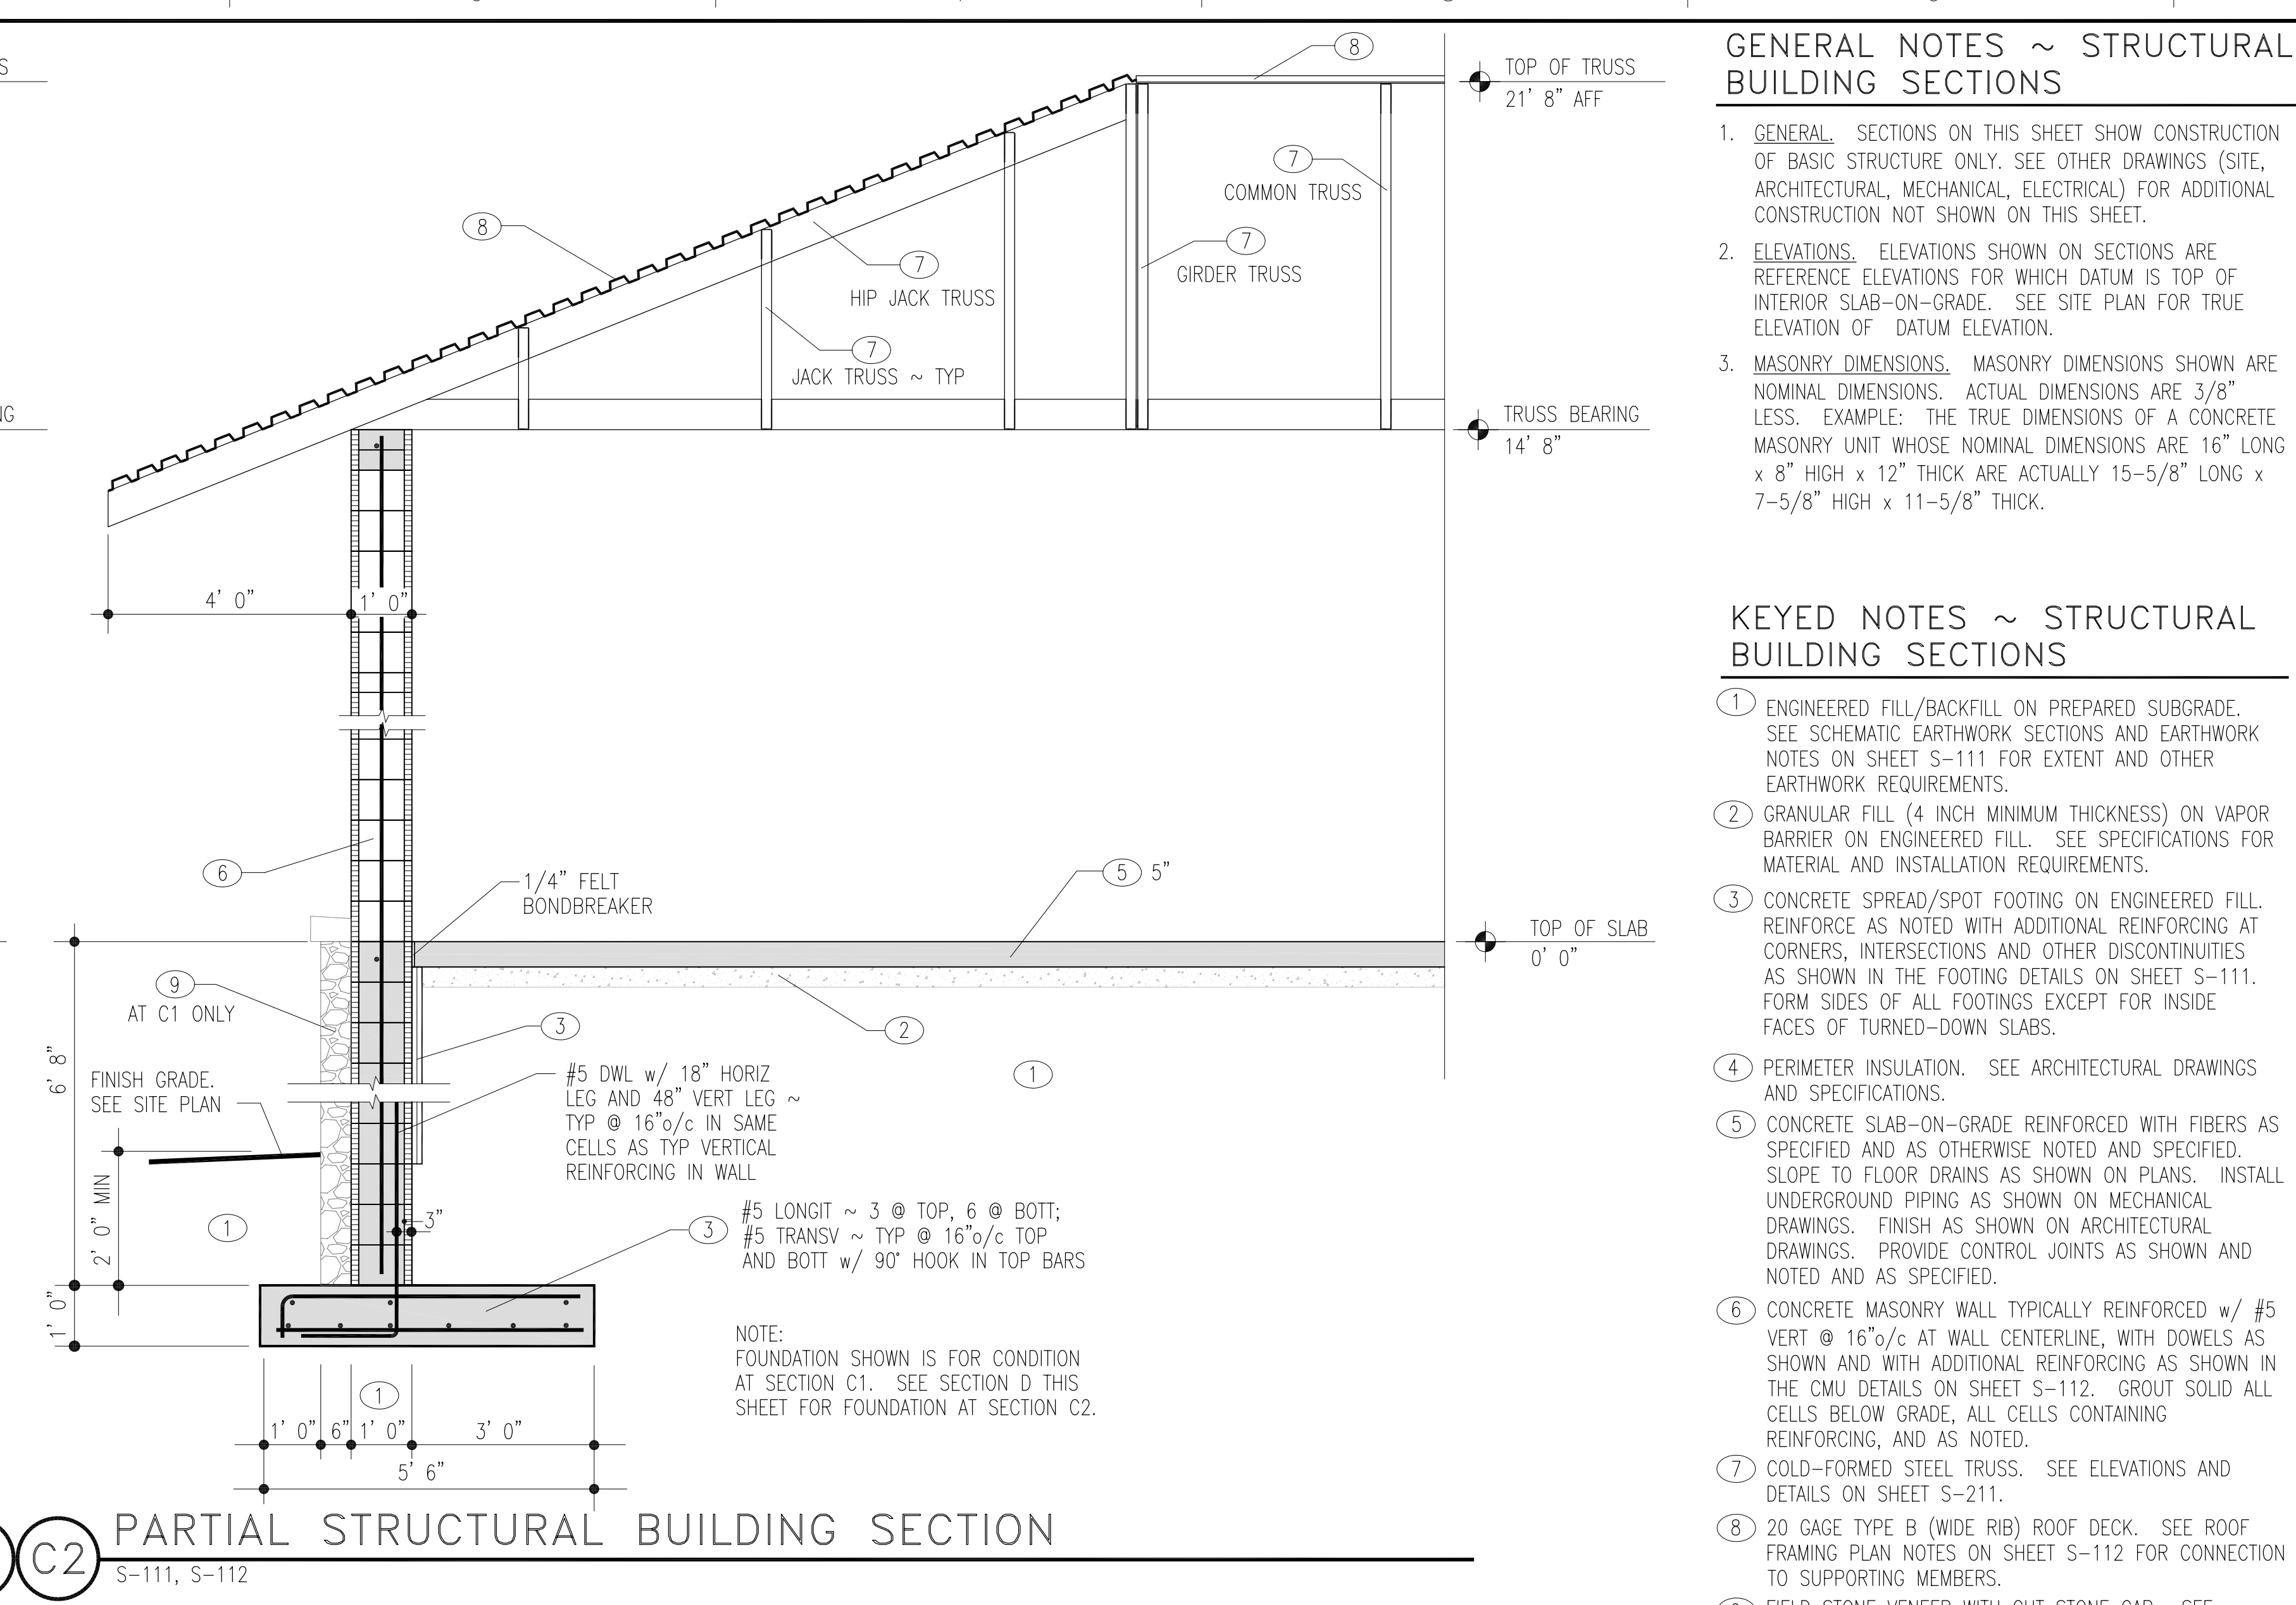 8
TOP OF TRUSS
21' 8" AFF
7
COMMON TRUSS
8
7
GIRDER TRUSS
7
HIP JACK TRUSS
7
JACK TRUSS ~ TYP
TRUSS BEARING
14' 8"
4' 0"
1' 0"
6
1/4" FELT
BONDBREAKER
5 5"
TOP OF SLAB
0' 0"
9
AT C1 ONLY
3
2
1
6' 8"
FINISH GRADE.
SEE SITE PLAN
#5 DWL w/ 18" HORIZ
LEG AND 48" VERT LEG ~
TYP @ 16"o/c IN SAME
CELLS AS TYP VERTICAL
REINFORCING IN WALL
2' 0" MIN
1
3"
3
#5 LONGIT ~ 3 @ TOP, 6 @ BOTT;
#5 TRANSV ~ TYP @ 16"o/c TOP
AND BOTT w/ 90° HOOK IN TOP BARS
1' 0"
NOTE:
FOUNDATION SHOWN IS FOR CONDITION
AT SECTION C1. SEE SECTION D THIS
SHEET FOR FOUNDATION AT SECTION C2.
1
1' 0" 6" 1' 0" 3' 0"
5' 6"
C2 PARTIAL STRUCTURAL BUILDING SECTION
S-111, S-112
GENERAL NOTES ~ STRUCTURAL
BUILDING SECTIONS
1. GENERAL. SECTIONS ON THIS SHEET SHOW CONSTRUCTION
OF BASIC STRUCTURE ONLY. SEE OTHER DRAWINGS (SITE,
ARCHITECTURAL, MECHANICAL, ELECTRICAL) FOR ADDITIONAL
CONSTRUCTION NOT SHOWN ON THIS SHEET.
2. ELEVATIONS. ELEVATIONS SHOWN ON SECTIONS ARE
REFERENCE ELEVATIONS FOR WHICH DATUM IS TOP OF
INTERIOR SLAB-ON-GRADE. SEE SITE PLAN FOR TRUE
ELEVATION OF DATUM ELEVATION.
3. MASONRY DIMENSIONS. MASONRY DIMENSIONS SHOWN ARE
NOMINAL DIMENSIONS. ACTUAL DIMENSIONS ARE 3/8"
LESS. EXAMPLE: THE TRUE DIMENSIONS OF A CONCRETE
MASONRY UNIT WHOSE NOMINAL DIMENSIONS ARE 16" LONG
x 8" HIGH x 12" THICK ARE ACTUALLY 15-5/8" LONG x
7-5/8" HIGH x 11-5/8" THICK.
KEYED NOTES ~ STRUCTURAL
BUILDING SECTIONS
1 ENGINEERED FILL/BACKFILL ON PREPARED SUBGRADE.
SEE SCHEMATIC EARTHWORK SECTIONS AND EARTHWORK
NOTES ON SHEET S-111 FOR EXTENT AND OTHER
EARTHWORK REQUIREMENTS.
2 GRANULAR FILL (4 INCH MINIMUM THICKNESS) ON VAPOR
BARRIER ON ENGINEERED FILL. SEE SPECIFICATIONS FOR
MATERIAL AND INSTALLATION REQUIREMENTS.
3 CONCRETE SPREAD/SPOT FOOTING ON ENGINEERED FILL.
REINFORCE AS NOTED WITH ADDITIONAL REINFORCING AT
CORNERS, INTERSECTIONS AND OTHER DISCONTINUITIES
AS SHOWN IN THE FOOTING DETAILS ON SHEET S-111.
FORM SIDES OF ALL FOOTINGS EXCEPT FOR INSIDE
FACES OF TURNED-DOWN SLABS.
4 PERIMETER INSULATION. SEE ARCHITECTURAL DRAWINGS
AND SPECIFICATIONS.
5 CONCRETE SLAB-ON-GRADE REINFORCED WITH FIBERS AS
SPECIFIED AND AS OTHERWISE NOTED AND SPECIFIED.
SLOPE TO FLOOR DRAINS AS SHOWN ON PLANS. INSTALL
UNDERGROUND PIPING AS SHOWN ON MECHANICAL
DRAWINGS. FINISH AS SHOWN ON ARCHITECTURAL
DRAWINGS. PROVIDE CONTROL JOINTS AS SHOWN AND
NOTED AND AS SPECIFIED.
6 CONCRETE MASONRY WALL TYPICALLY REINFORCED w/ #5
VERT @ 16"o/c AT WALL CENTERLINE, WITH DOWELS AS
SHOWN AND WITH ADDITIONAL REINFORCING AS SHOWN IN
THE CMU DETAILS ON SHEET S-112. GROUT SOLID ALL
CELLS BELOW GRADE, ALL CELLS CONTAINING
REINFORCING, AND AS NOTED.
7 COLD-FORMED STEEL TRUSS. SEE ELEVATIONS AND
DETAILS ON SHEET S-211.
8 20 GAGE TYPE B (WIDE RIB) ROOF DECK. SEE ROOF
FRAMING PLAN NOTES ON SHEET S-112 FOR CONNECTION
TO SUPPORTING MEMBERS.
FIELD STONE VENEER WITH CUT STONE CAP. SEE